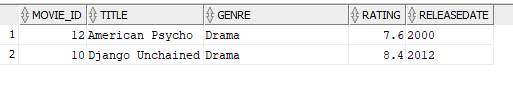 MOVIE_ID TITLE GENRE RATING RELEASEDATE
1 12 American Psycho Drama 7.6 2000
2 10 Django Unchained Drama 8.4 2012